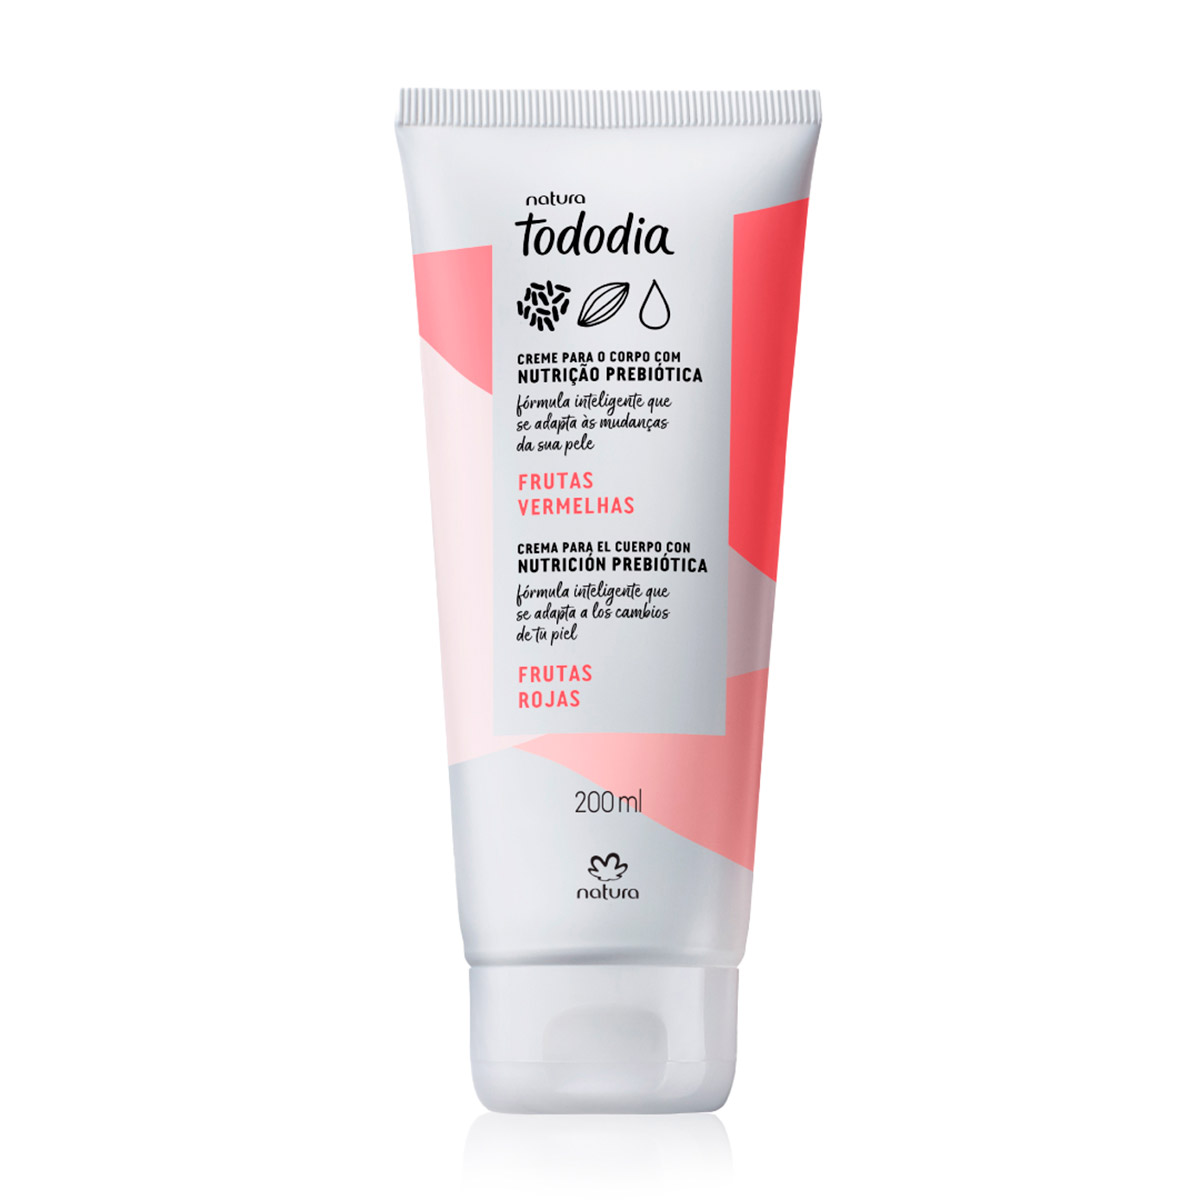 natura
Tododia
CREME PARA O CORPO COM
NUTRIÇÃO PREBIÓTICA
fórmula inteligente que
se adapta às mudanças
da sua pele
FRUTAS
VERMELHAS
CREMA PARA EL CUERPO CON
NUTRICIÓN PREBIÓTICA
fórmula inteligente que
se adapta a los cambios
de tu piel
FRUTAS
ROJAS
200 ml
natura